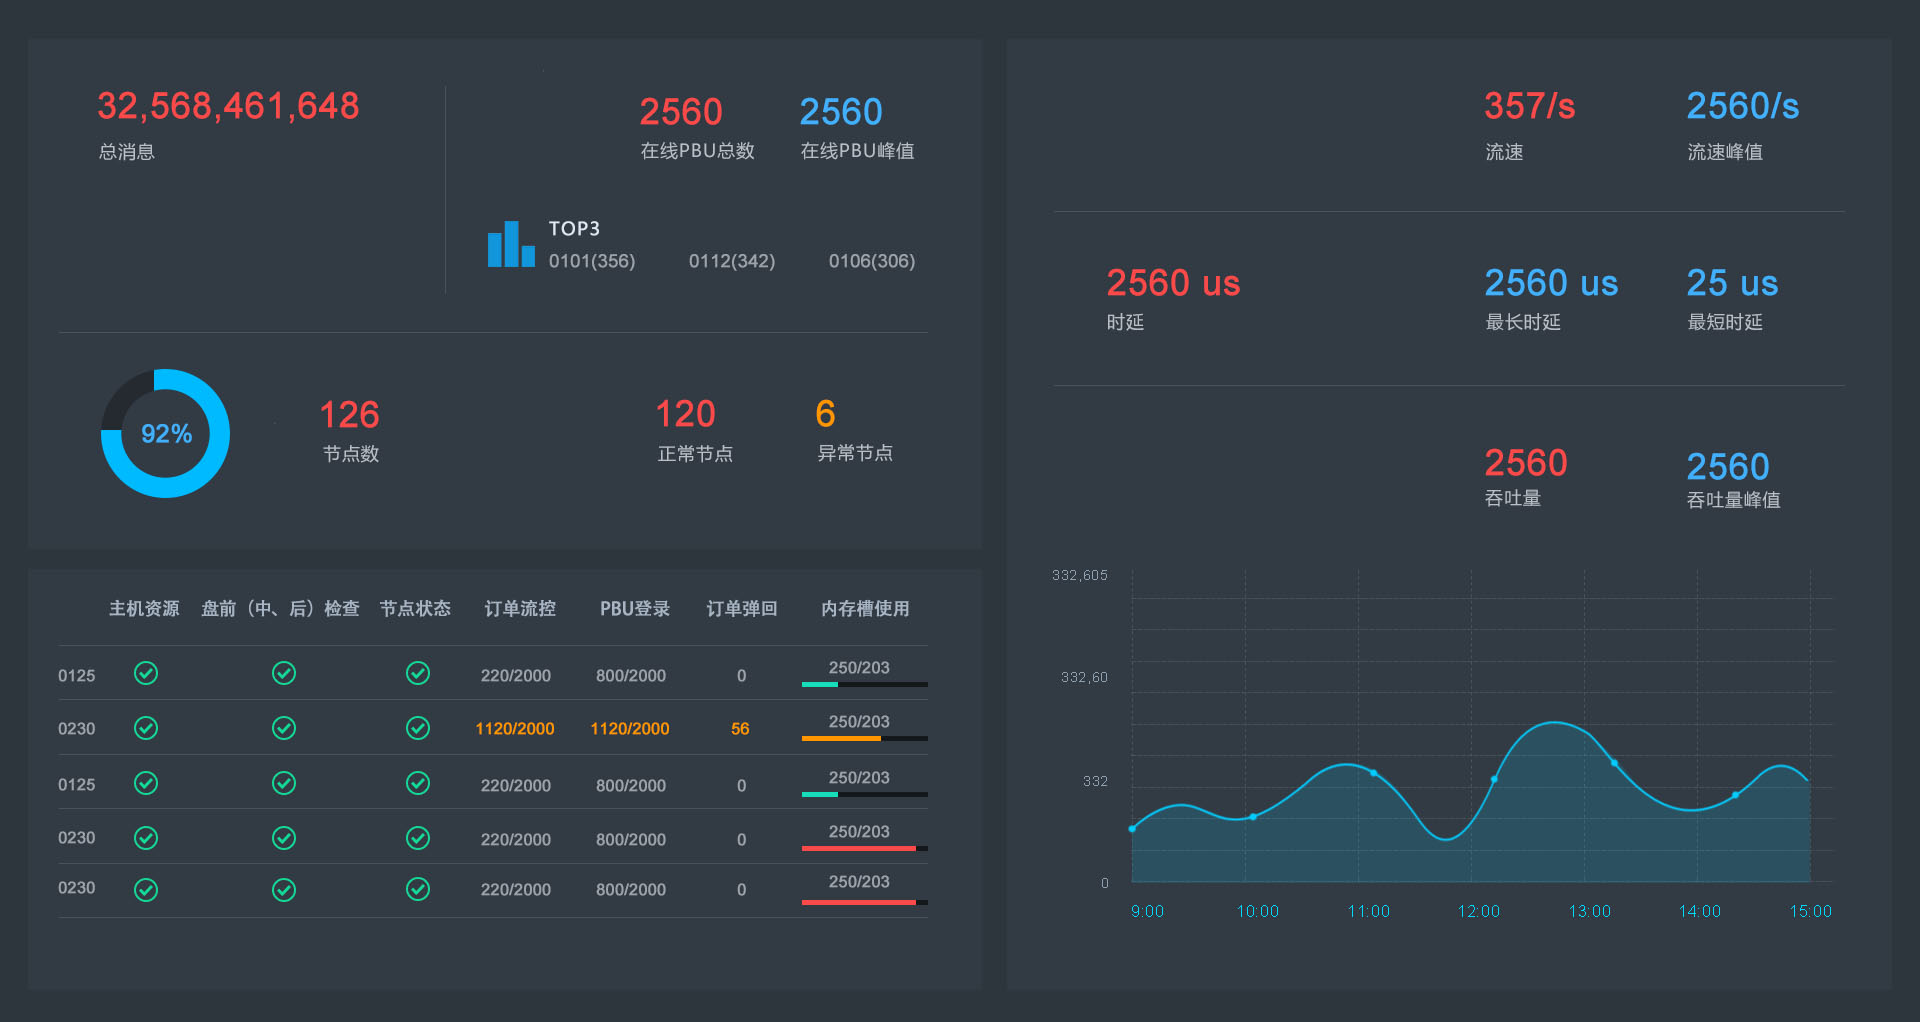 32,568,461,648
总消息
2560 2560
在线PBU总数 在线PBU峰值
TOP3
0101(356) 0112(342) 0106(306)
92%
126 120 6
节点数 正常节点 异常节点
主机资源 盘前（中、后）检查 节点状态 订单流控 PBU登录 订单弹回 内存槽使用
0125 220/2000 800/2000 0 250/203
0230 1120/2000 1120/2000 56 250/203
0125 220/2000 800/2000 0 250/203
0230 220/2000 800/2000 0 250/203
0230 220/2000 800/2000 0 250/203
357/s 2560/s
流速 流速峰值
2560 us 2560 us 25 us
时延 最长时延 最短时延
2560 2560
吞吐量 吞吐量峰值
332,605
332,60
332
0
9:00 10:00 11:00 12:00 13:00 14:00 15:00